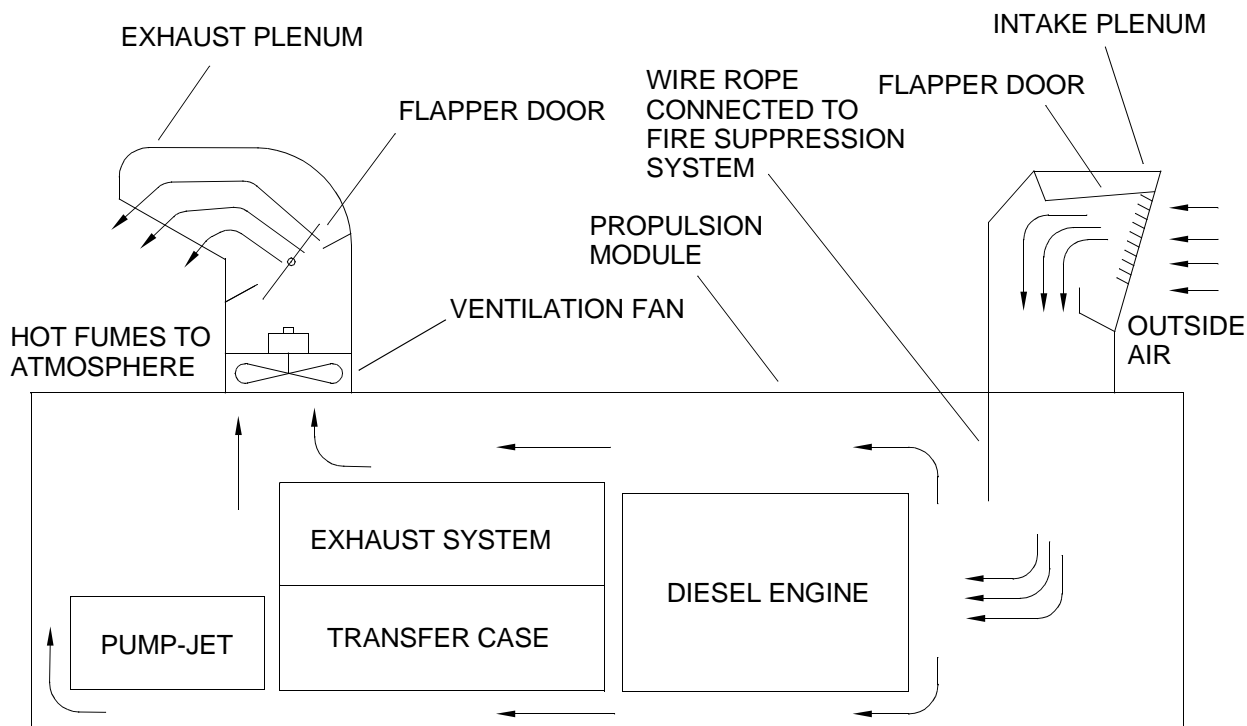 EXHAUST PLENUM
INTAKE PLENUM
FLAPPER DOOR
WIRE ROPE
CONNECTED TO
FIRE SUPPRESSION
SYSTEM
FLAPPER DOOR
PROPULSION
MODULE
HOT FUMES TO
ATMOSPHERE
VENTILATION FAN
OUTSIDE
AIR
EXHAUST SYSTEM
DIESEL ENGINE
PUMP-JET
TRANSFER CASE